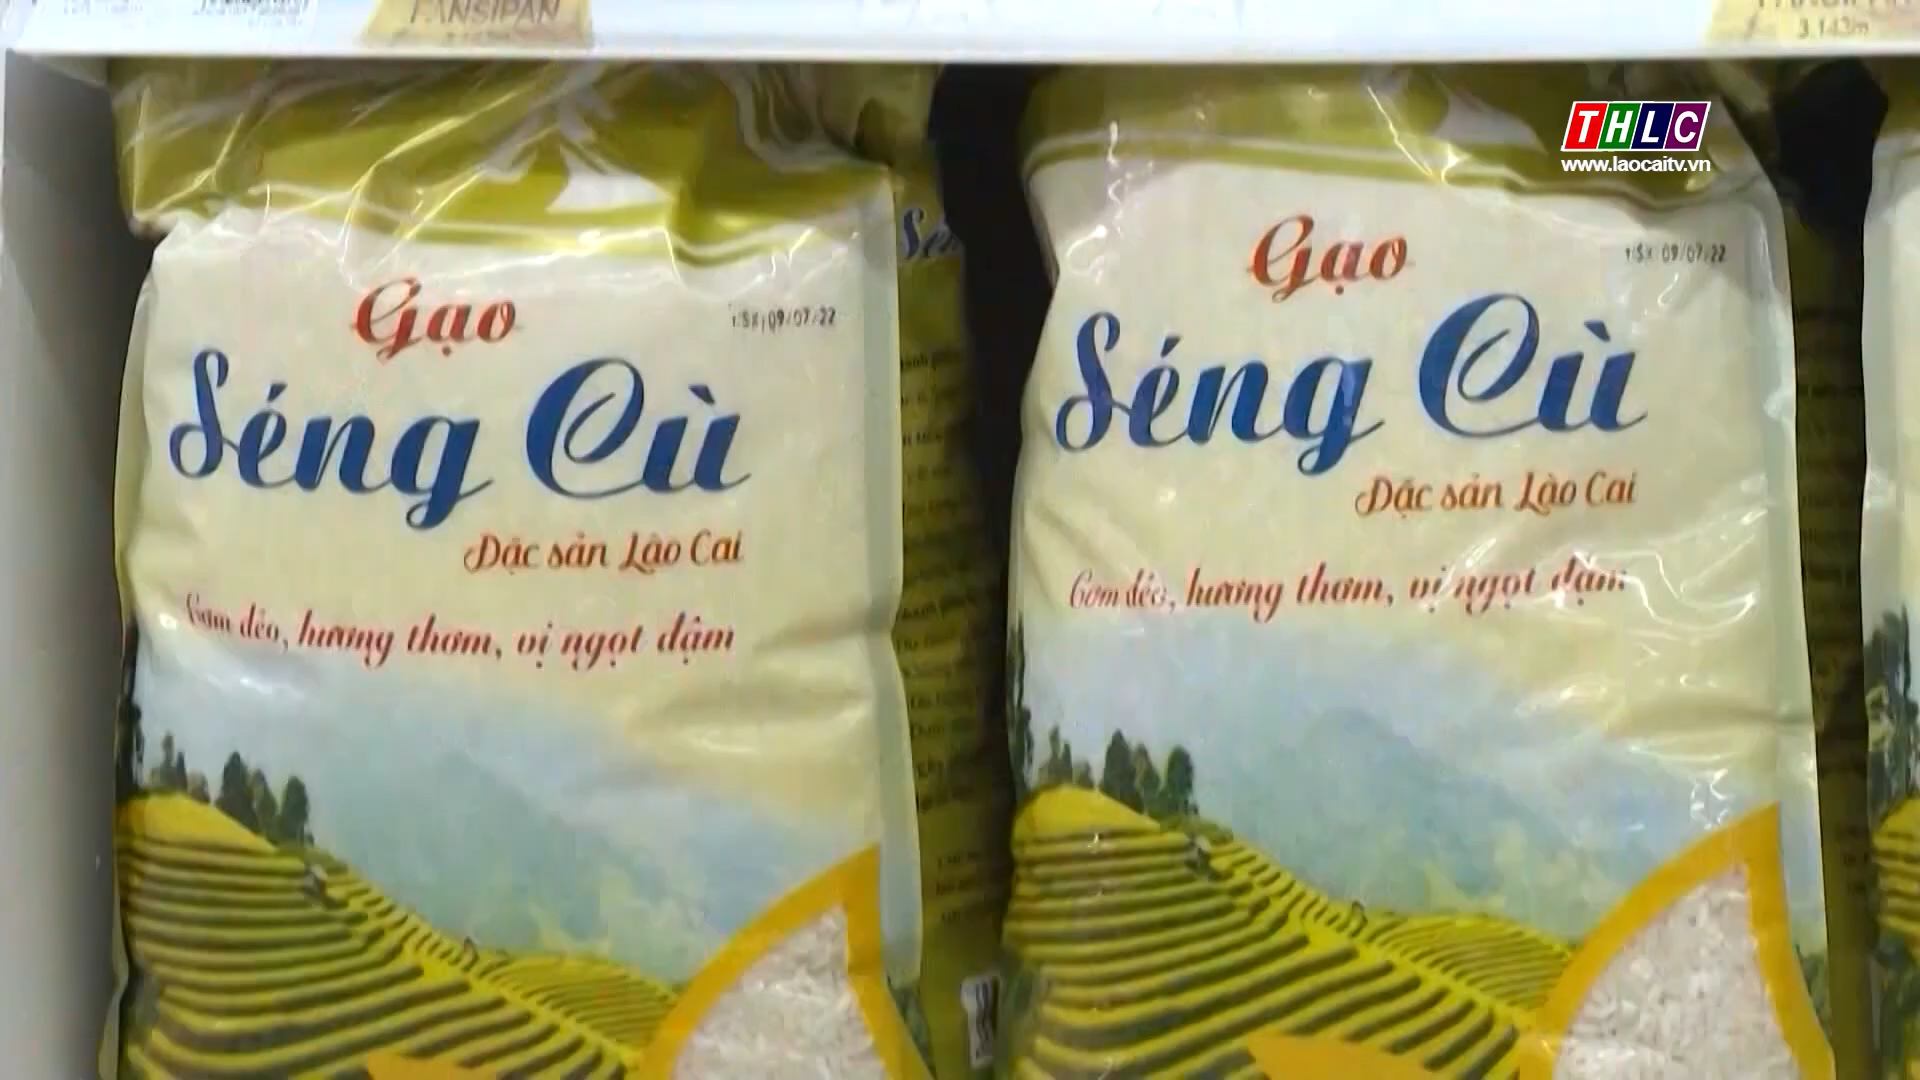 FANSIPAN
3.143m
THLC
www.laocaitv.vn
Gạo
NSX: 09/07/22
Séng Cù
Đặc sản Lào Cai
Cơm dẻo, hương thơm, vị ngọt đậm
Gạo
NSX: 09/07/22
Séng Cù
Đặc sản Lào Cai
Cơm dẻo, hương thơm, vị ngọt đậm